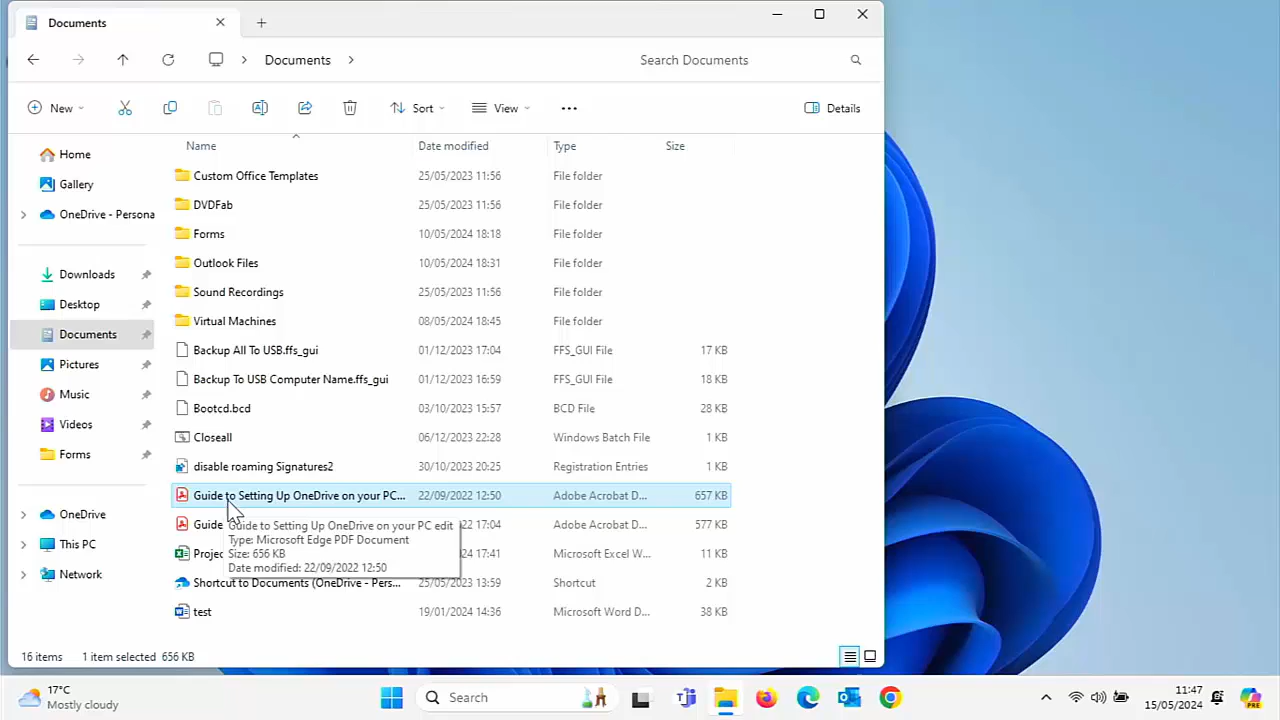 Documents
Documents
Search Documents
New
Sort
View
Details
Name Date modified Type Size
Home
Gallery
OneDrive - Persona
Downloads
Desktop
Documents
Pictures
Music
Videos
Forms
OneDrive
This PC
Network
Custom Office Templates 25/05/2023 11:56 File folder
DVDFab 25/05/2023 11:56 File folder
Forms 10/05/2024 18:18 File folder
Outlook Files 10/05/2024 18:31 File folder
Sound Recordings 25/05/2023 11:56 File folder
Virtual Machines 08/05/2024 18:45 File folder
Backup All To USB.ffs_gui 01/12/2023 17:04 FFS_GUI File 17 KB
Backup To USB Computer Name.ffs_gui 01/12/2023 16:59 FFS_GUI File 18 KB
Bootcd.bcd 03/10/2023 15:57 BCD File 28 KB
Closeall 06/12/2023 22:28 Windows Batch File 1 KB
disable roaming Signatures2 30/10/2023 20:25 Registration Entries 1 KB
Guide to Setting Up OneDrive on your PC... 22/09/2022 12:50 Adobe Acrobat D... 657 KB
Guide 22 17:04 Adobe Acrobat D... 577 KB
Projec 24 17:41 Microsoft Excel W... 11 KB
Shortcut to Documents (OneDrive - Pers... 25/05/2023 13:59 Shortcut 2 KB
test 19/01/2024 14:36 Microsoft Word D... 38 KB
Guide to Setting Up OneDrive on your PC edit
Type: Microsoft Edge PDF Document
Size: 656 KB
Date modified: 22/09/2022 12:50
16 items 1 item selected 656 KB
17°C
Mostly cloudy
Search
11:47
15/05/2024
PRE